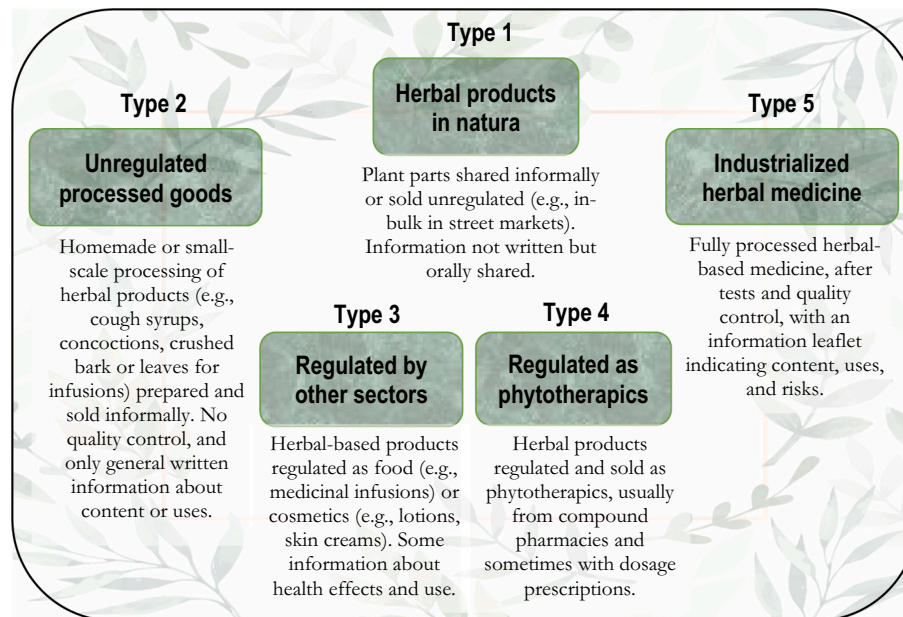 Type 1
Herbal products
in natura
Plant parts shared informally
or sold unregulated (e.g., in-
bulk in street markets).
Information not written but
orally shared.
Type 2
Unregulated
processed goods
Homemade or small-
scale processing of
herbal products (e.g.,
cough syrups,
concoctions, crushed
bark or leaves for
infusions) prepared and
sold informally. No
quality control, and
only general written
information about
content or uses.
Type 3
Regulated by
other sectors
Herbal-based products
regulated as food (e.g.,
medicinal infusions) or
cosmetics (e.g., lotions,
skin creams). Some
information about
health effects and use.
Type 4
Regulated as
phytotherapics
Herbal products
regulated and sold as
phytotherapics, usually
from compound
pharmacies and
sometimes with dosage
prescriptions.
Type 5
Industrialized
herbal medicine
Fully processed herbal-
based medicine, after
tests and quality
control, with an
information leaflet
indicating content, uses,
and risks.